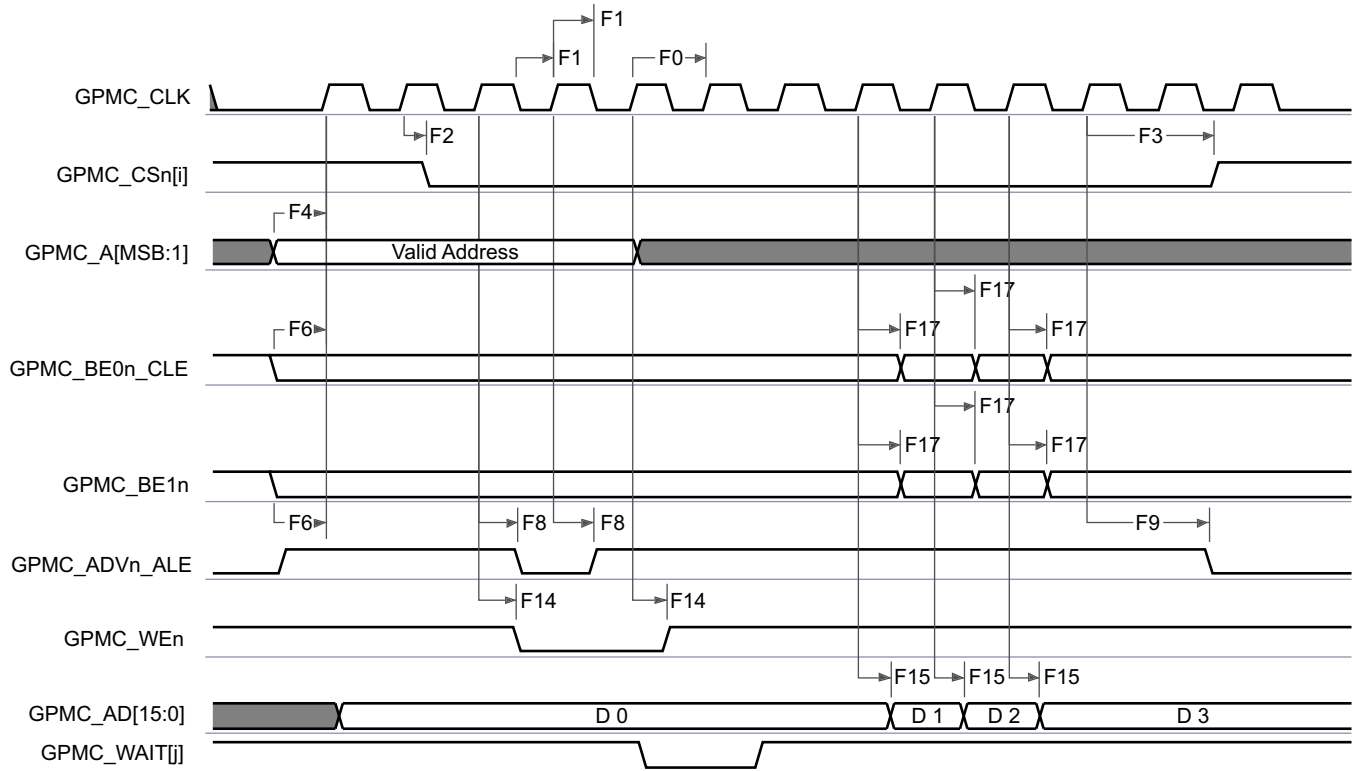 F1
F1
F0
GPMC_CLK
F2
F3
GPMC_CSn[i]
F4
GPMC_A[MSB:1]
Valid Address
F17
F6
F17
F17
GPMC_BE0n_CLE
F17
F17
F17
GPMC_BE1n
F6
F8
F8
F9
GPMC_ADVn_ALE
F14
F14
GPMC_WEn
F15
F15
F15
GPMC_AD[15:0]
D 0
D 1
D 2
D 3
GPMC_WAIT[j]